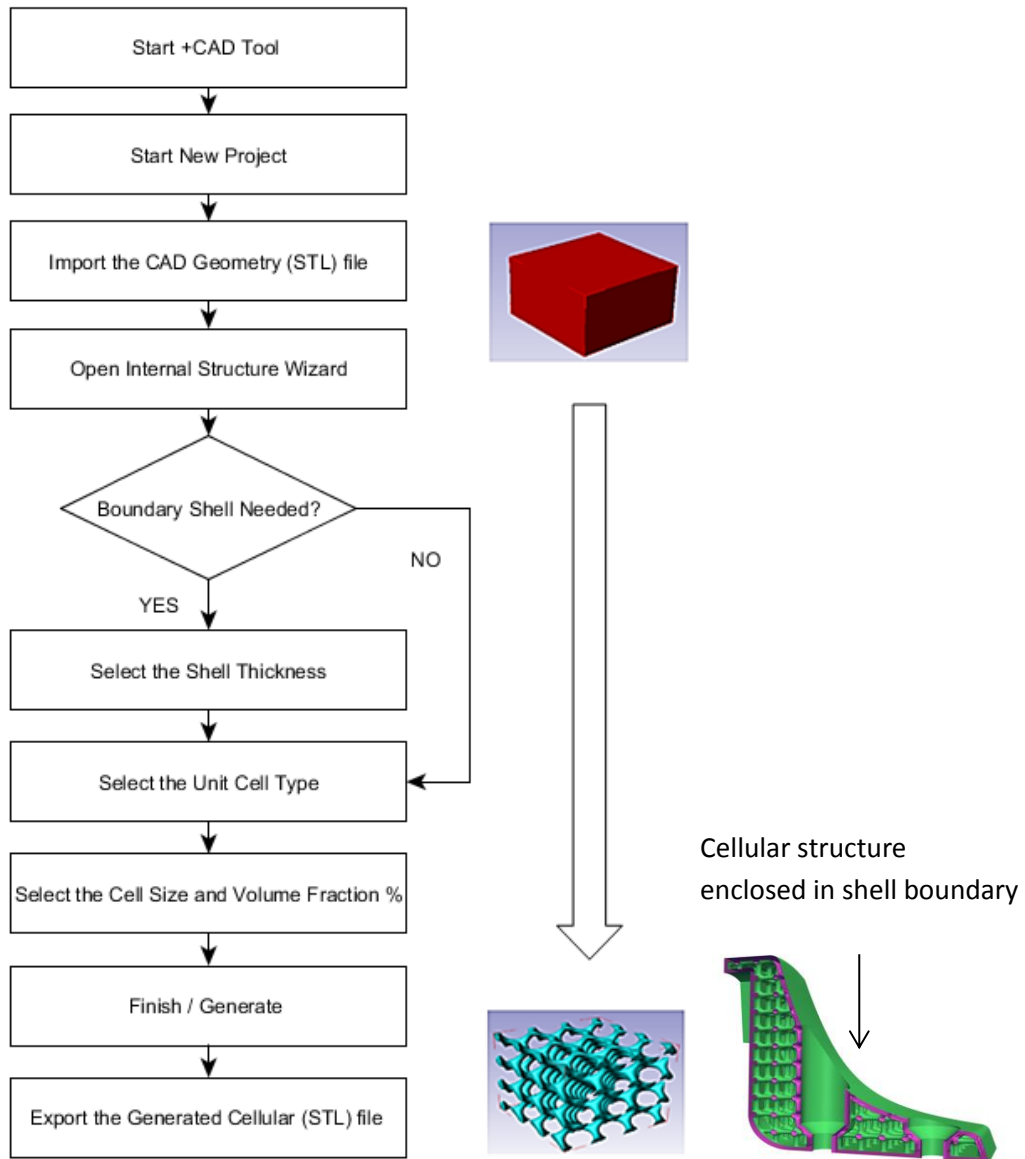 Start +CAD Tool
Start New Project
Import the CAD Geometry (STL) file
Open Internal Structure Wizard
Boundary Shell Needed?
NO
YES
Select the Shell Thickness
Select the Unit Cell Type
Select the Cell Size and Volume Fraction %
Finish / Generate
Export the Generated Cellular (STL) file
Cellular structure
enclosed in shell boundary